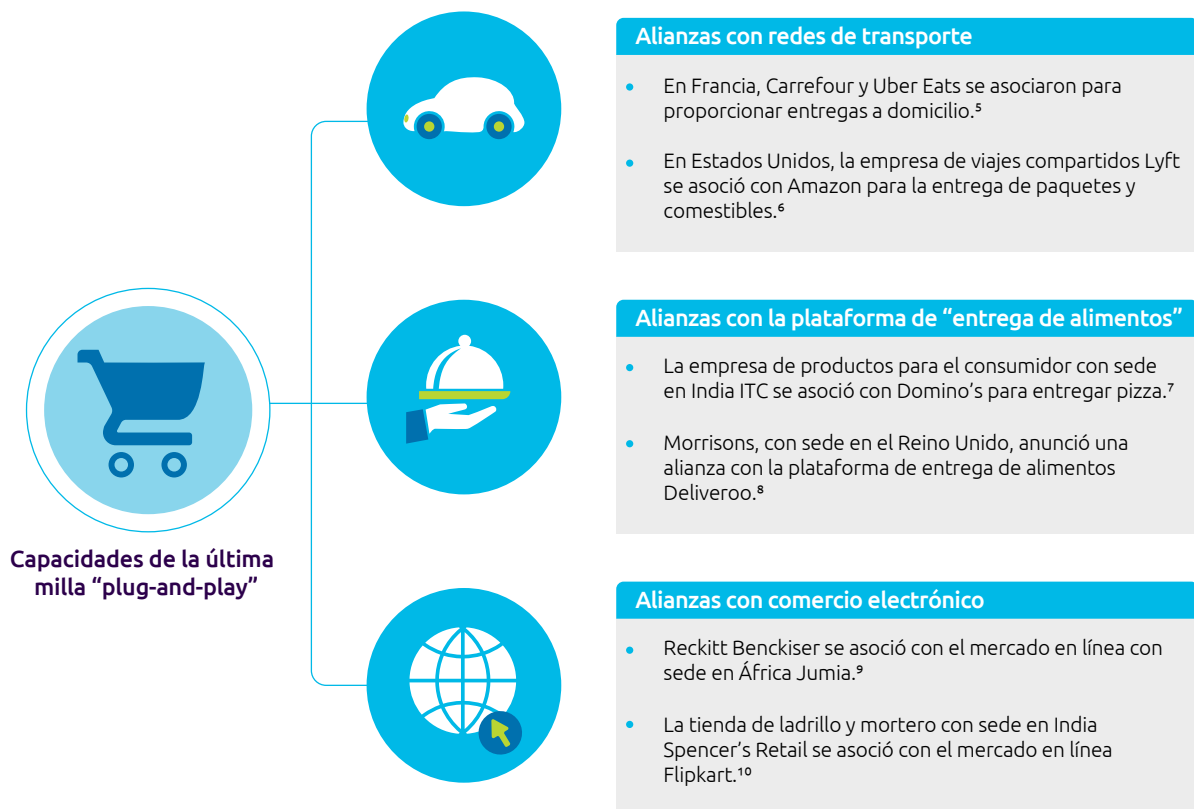 Alianzas con redes de transporte
• En Francia, Carrefour y Uber Eats se asociaron para
proporcionar entregas a domicilio.⁵
• En Estados Unidos, la empresa de viajes compartidos Lyft
se asoció con Amazon para la entrega de paquetes y
comestibles.⁶
Alianzas con la plataforma de “entrega de alimentos”
• La empresa de productos para el consumidor con sede
en India ITC se asoció con Domino’s para entregar pizza.⁷
• Morrisons, con sede en el Reino Unido, anunció una
alianza con la plataforma de entrega de alimentos
Deliveroo.⁸
Capacidades de la última
milla “plug-and-play”
Alianzas con comercio electrónico
• Reckitt Benckiser se asoció con el mercado en línea con
sede en África Jumia.⁹
• La tienda de ladrillo y mortero con sede en India
Spencer’s Retail se asoció con el mercado en línea
Flipkart.¹⁰